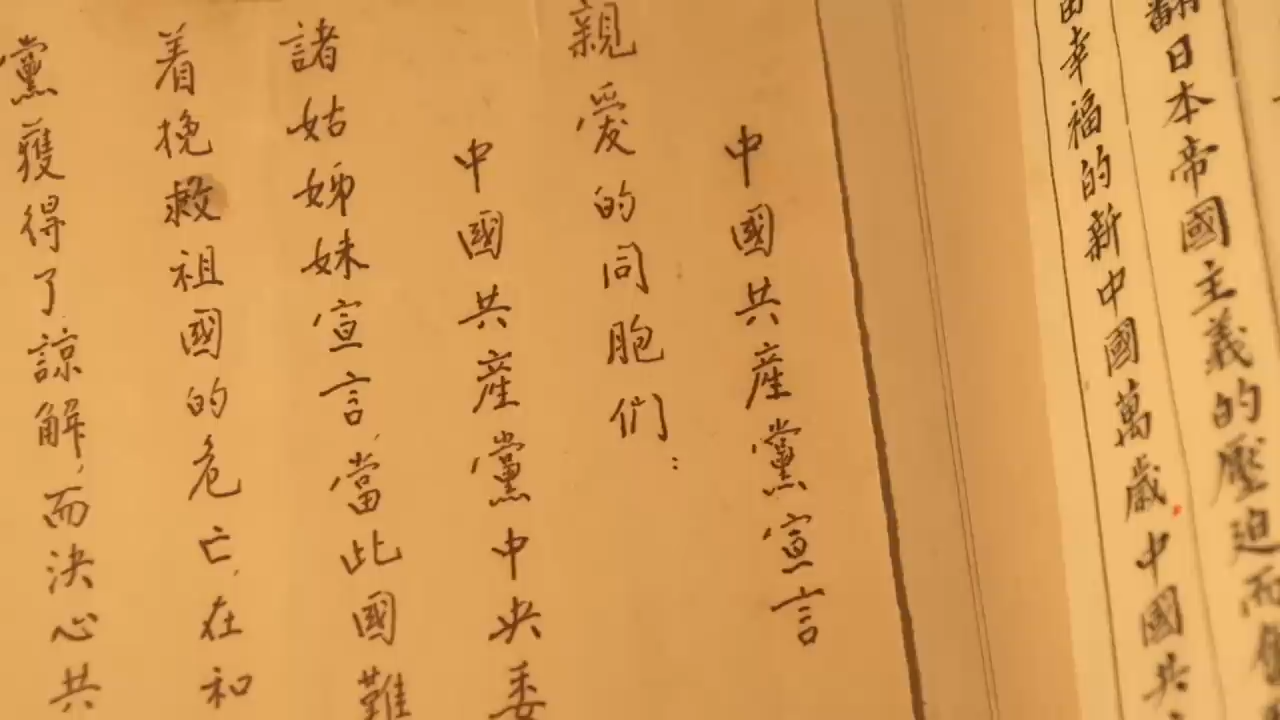 日本帝國主義的壓迫而
幸福的新中國萬歲中國共
中國共產黨宣言
親愛的同胞們：
中國共產黨中央委
諸姑姊妹宣言，當此國難
着挽救祖國的危亡，在和
黨獲得了諒解，而決心共